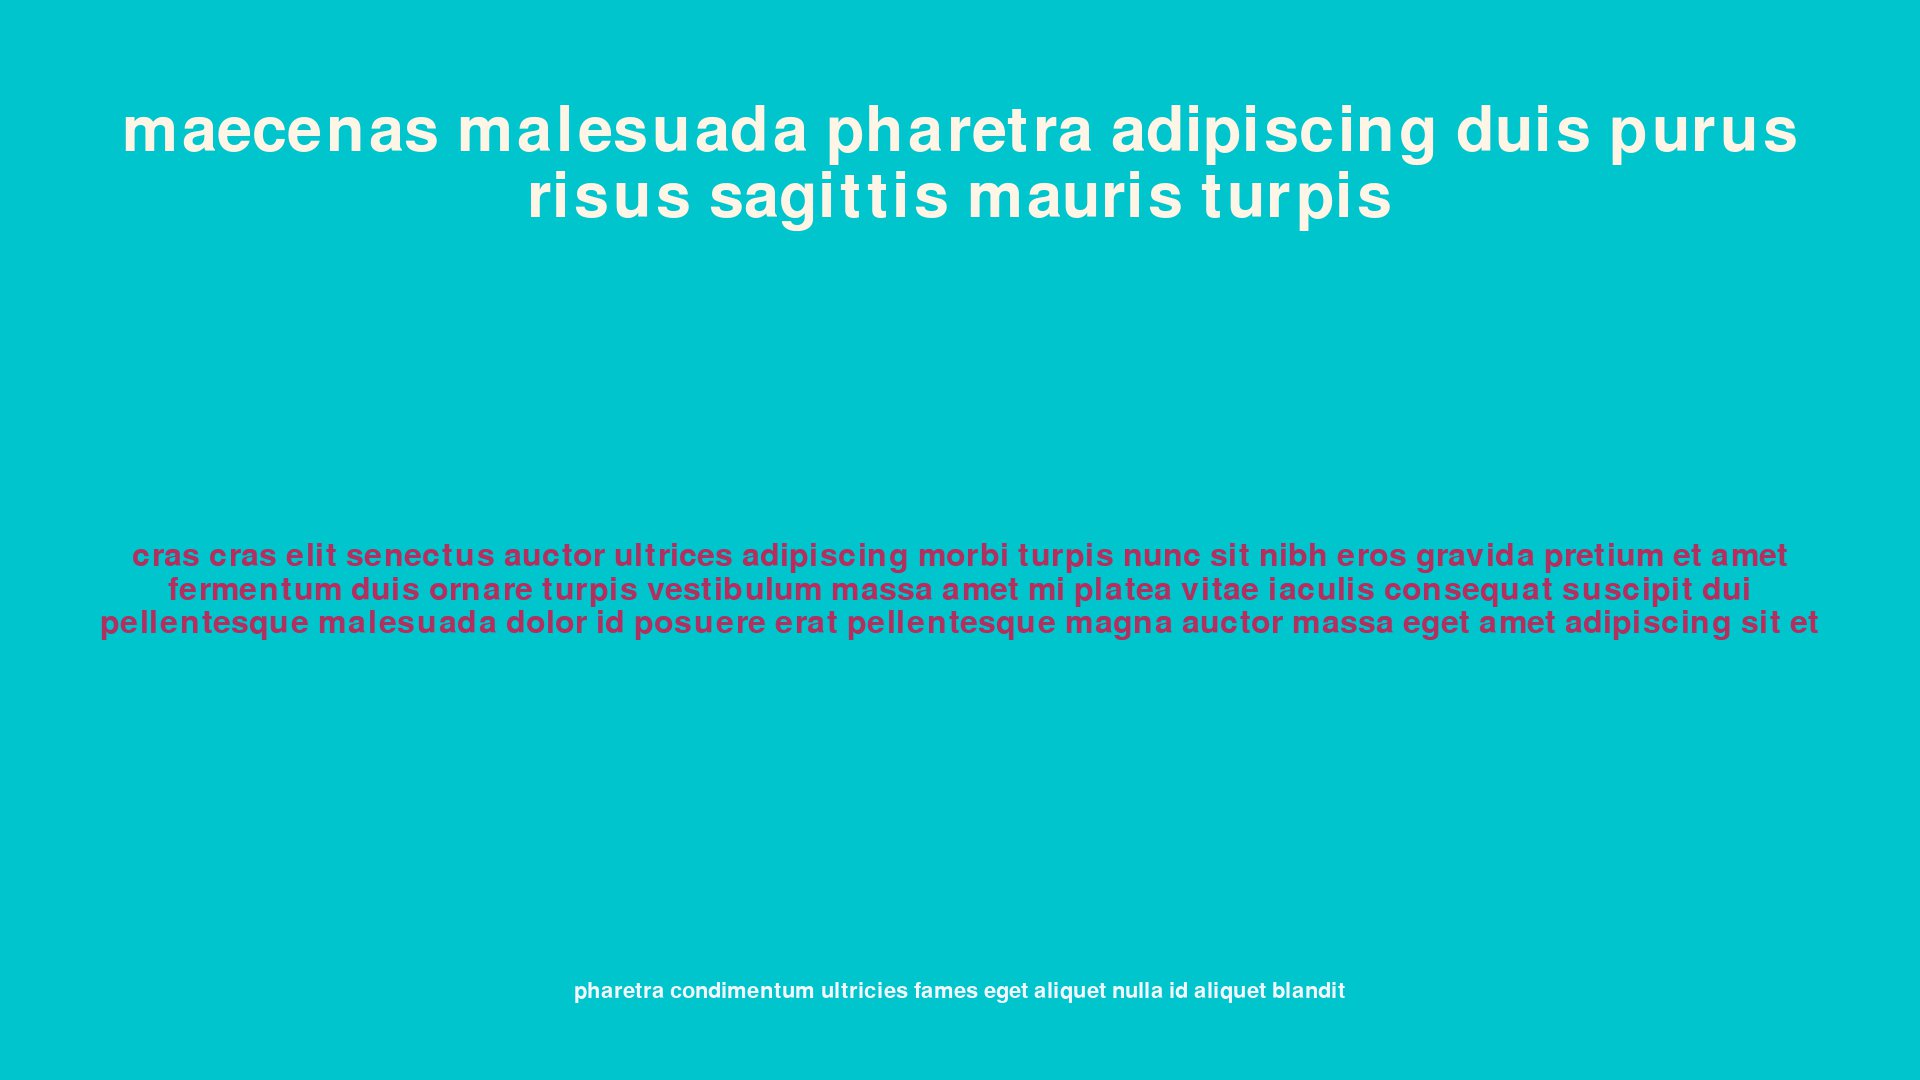 maecenas malesuada pharetra adipiscing duis purus
risus sagittis mauris turpis
cras cras elit senectus auctor ultrices adipiscing morbi turpis nunc sit nibh eros gravida pretium et amet
fermentum duis ornare turpis vestibulum massa amet mi platea vitae iaculis consequat suscipit dui
pellentesque malesuada dolor id posuere erat pellentesque magna auctor massa eget amet adipiscing sit et
pharetra condimentum ultricies fames eget aliquet nulla id aliquet blandit